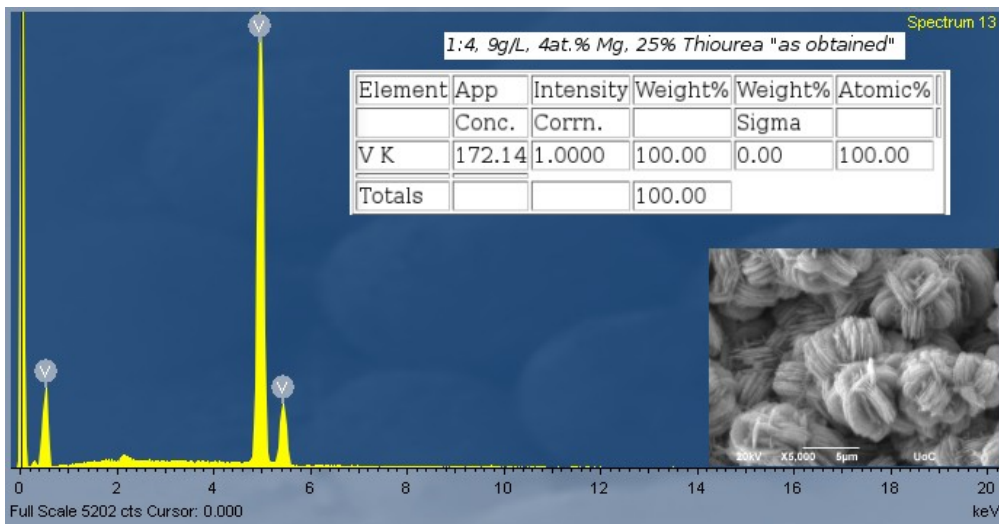 Spectrum 13
1:4, 9g/L, 4at.% Mg, 25% Thiourea "as obtained"
Element App Intensity Weight% Weight% Atomic%
Conc. Corrn. Sigma
V K 172.14 1.0000 100.00 0.00 100.00
Totals 100.00
V
V
V
20kV X5,000 5µm UoC
0 2 4 6 8 10 12 14 16 18 20
Full Scale 5202 cts Cursor: 0.000 keV